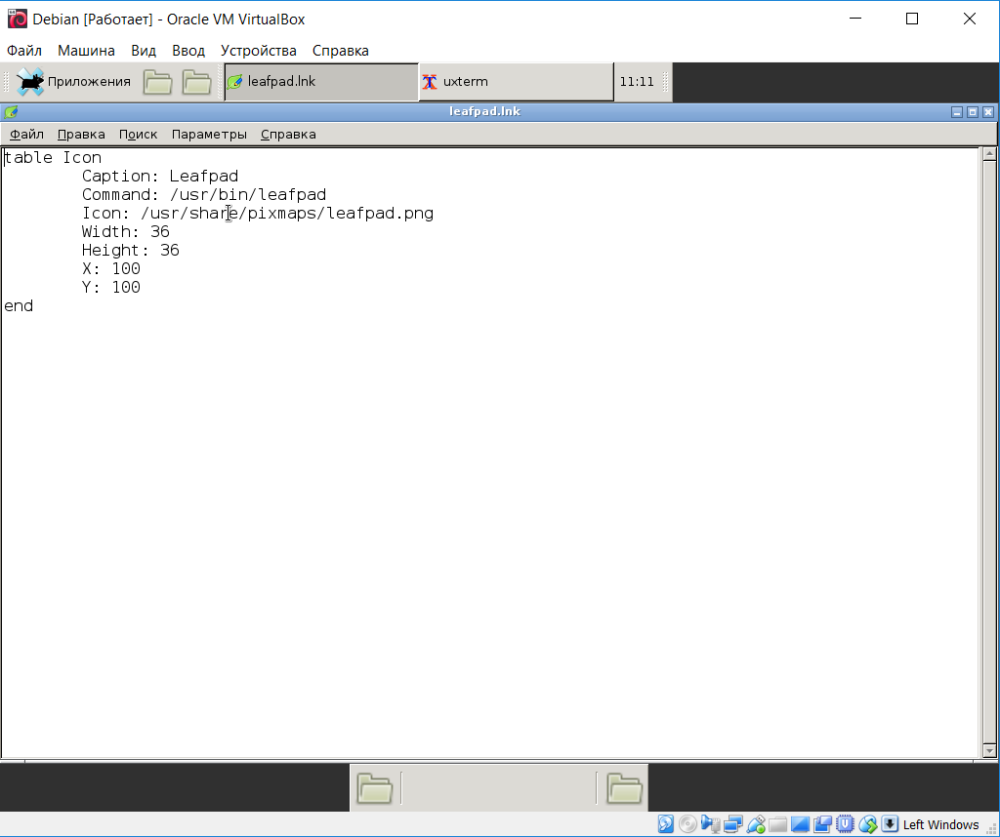 Debian [Работает] - Oracle VM VirtualBox
Файл Машина Вид Ввод Устройства Справка
Приложения leafpad.lnk uxterm 11:11
leafpad.lnk
Файл Правка Поиск Параметры Справка
table Icon
Caption: Leafpad
Command: /usr/bin/leafpad
Icon: /usr/share/pixmaps/leafpad.png
Width: 36
Height: 36
X: 100
Y: 100
end
Left Windows